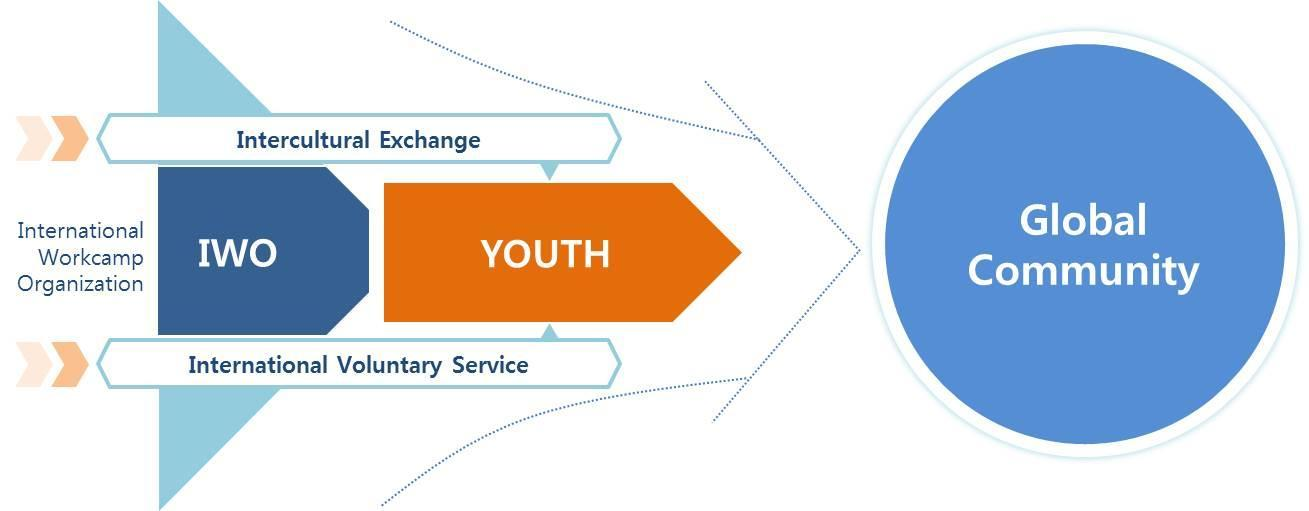 Intercultural Exchange
International
Workcamp
Organization
IWO
YOUTH
Global
Community
International Voluntary Service